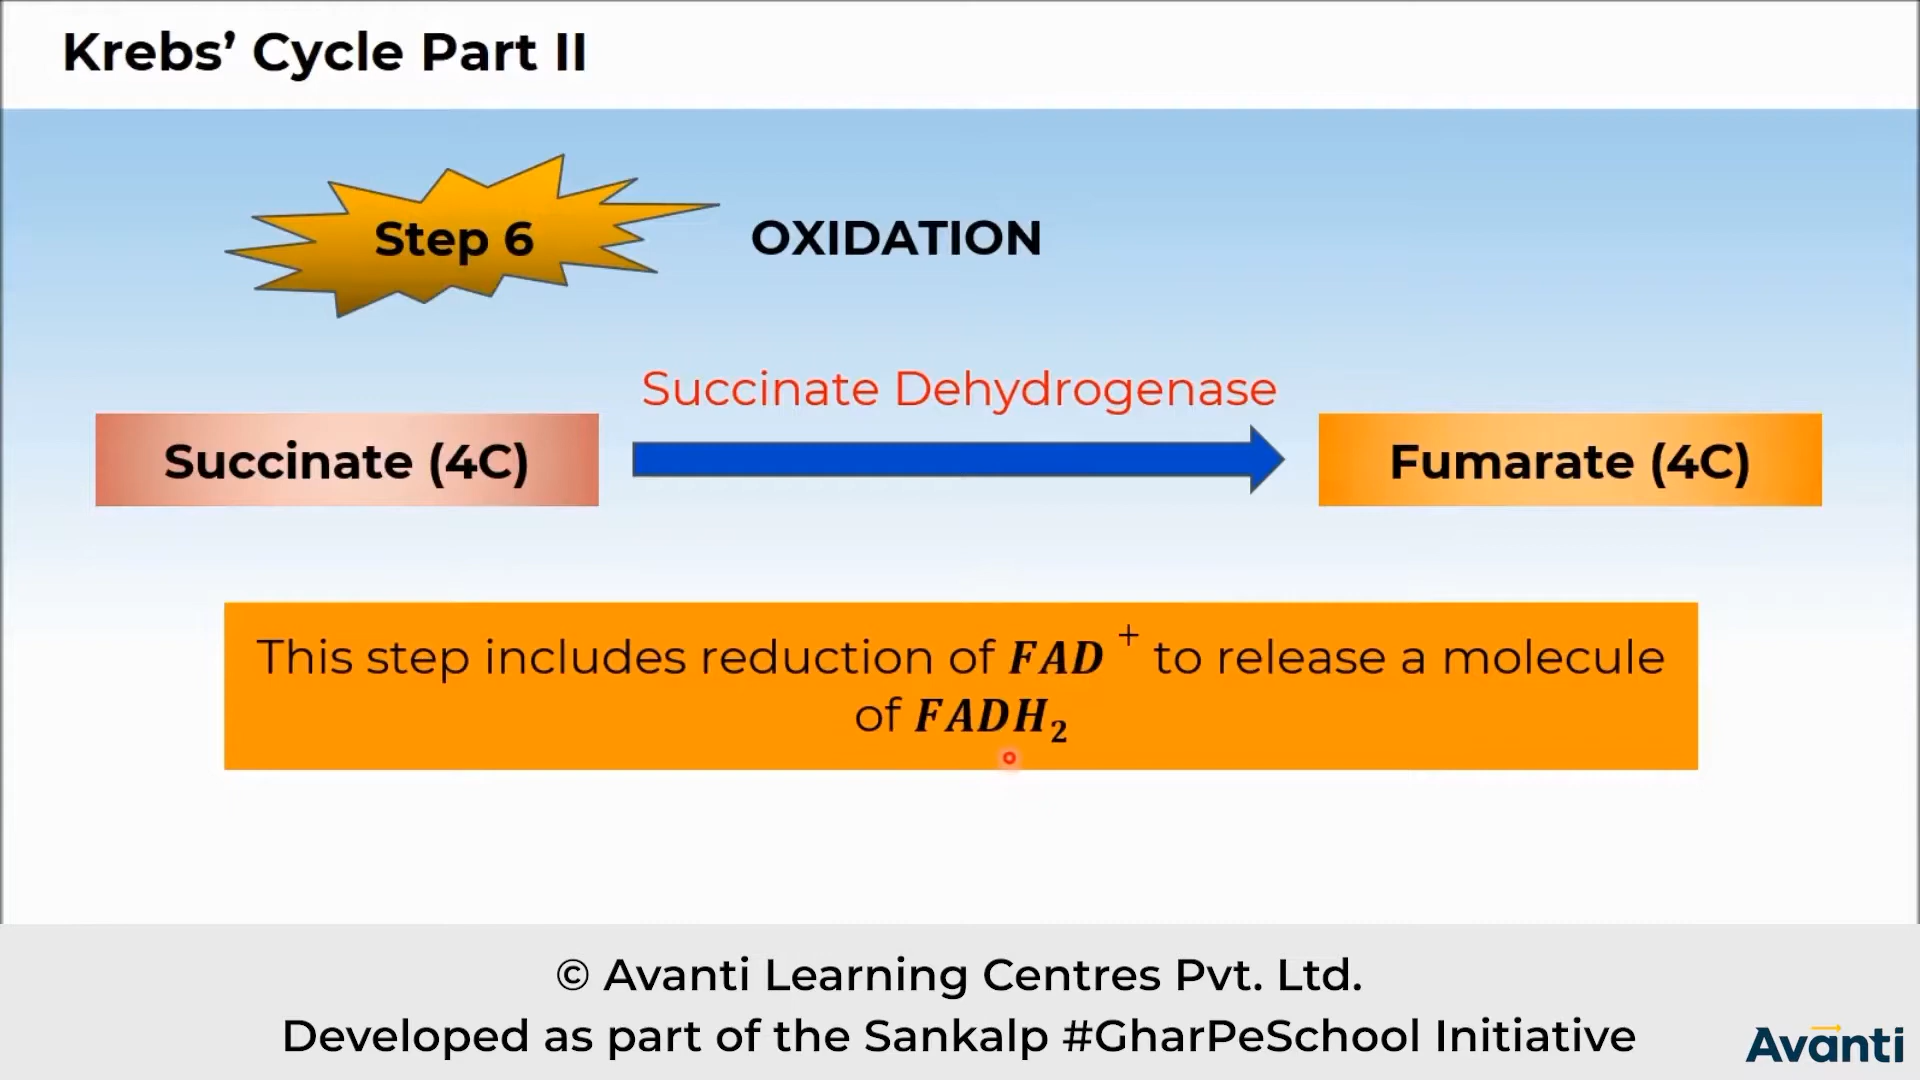 Krebs’ Cycle Part II
Step 6
OXIDATION
Succinate Dehydrogenase
Succinate (4C)
Fumarate (4C)
This step includes reduction of FAD⁺ to release a molecule
of FADH₂
© Avanti Learning Centres Pvt. Ltd.
Developed as part of the Sankalp #GharPeSchool Initiative
Avanti